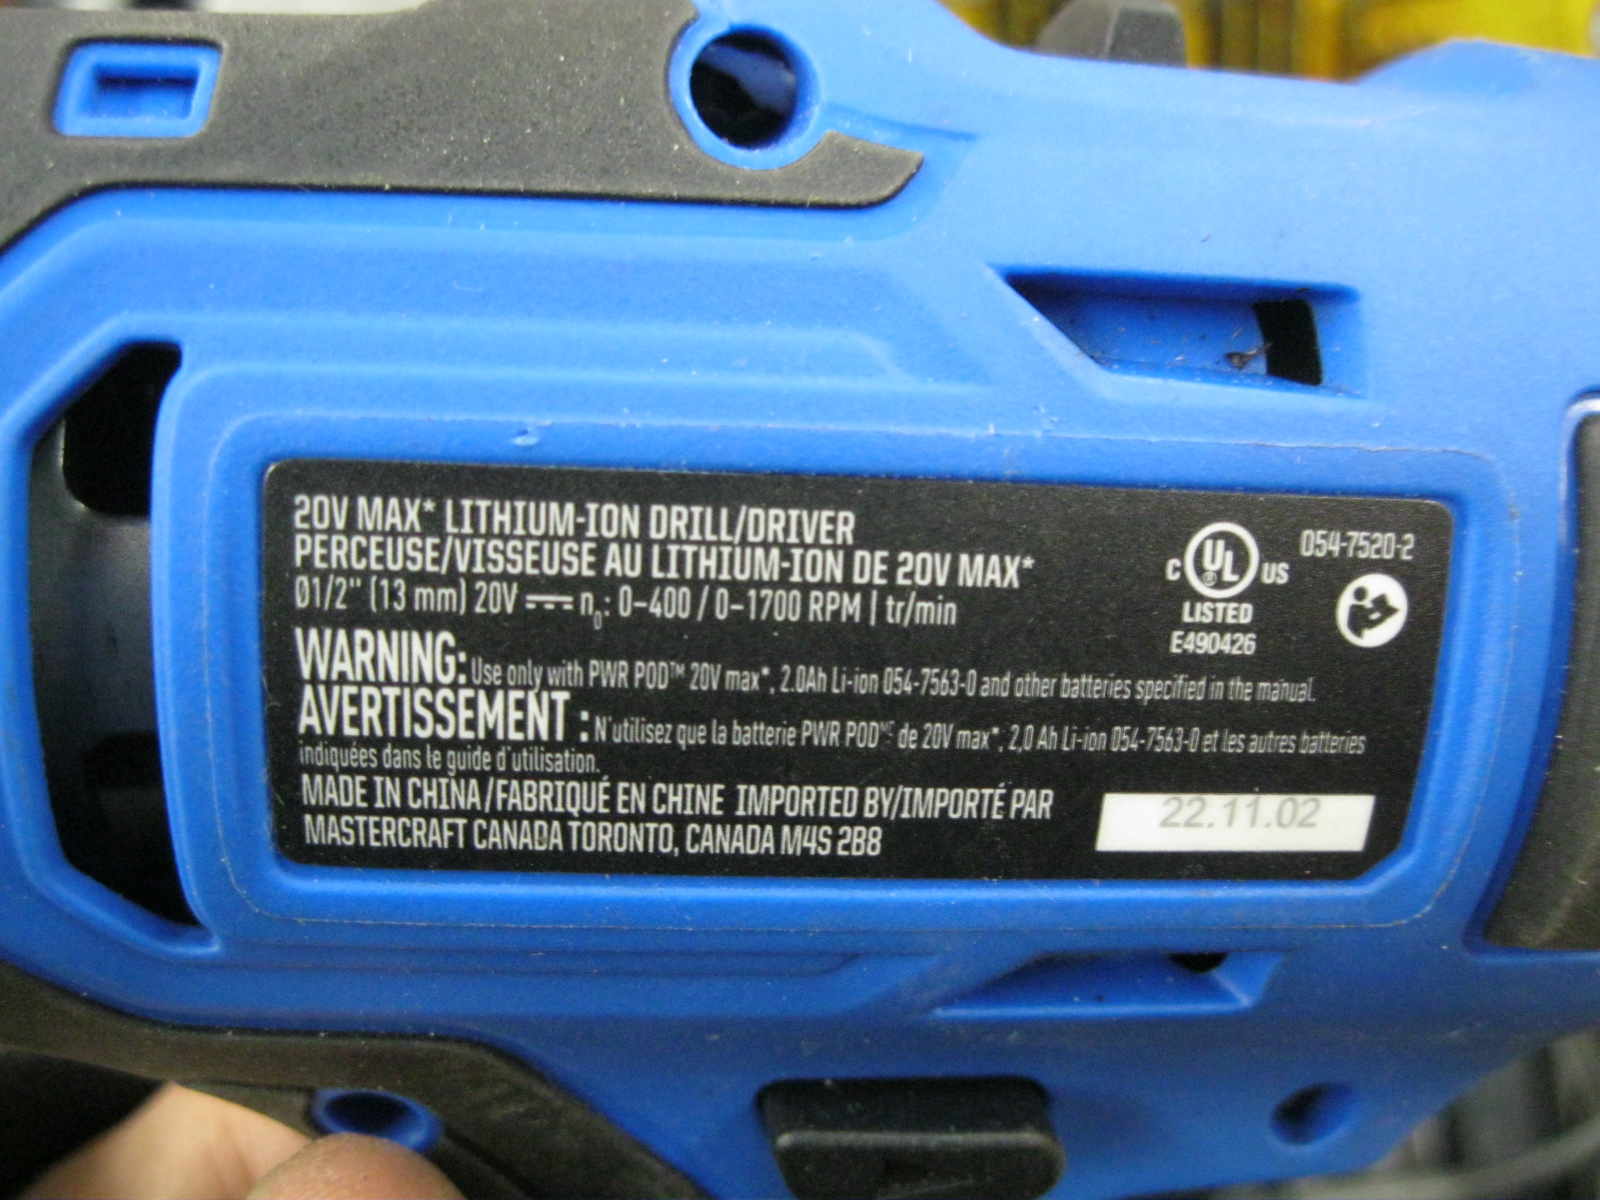 20V MAX* LITHIUM-ION DRILL/DRIVER
PERCEUSE/VISSEUSE AU LITHIUM-ION DE 20V MAX*
Ø1/2" (13 mm) 20V ⎓ n₀: 0–400 / 0–1700 RPM | tr/min
WARNING: Use only with PWR POD™ 20V max*, 2.0Ah Li-ion 054-7563-0 and other batteries specified in the manual.
AVERTISSEMENT : N'utilisez que la batterie PWR POD🅪 de 20V max*, 2,0 Ah Li-ion 054-7563-0 et les autres batteries
indiquées dans le guide d'utilisation.
MADE IN CHINA/FABRIQUÉ EN CHINE IMPORTED BY/IMPORTÉ PAR
MASTERCRAFT CANADA TORONTO, CANADA M4S 2B8
C UL® US
LISTED
E490426
054-7520-2
22.11.02